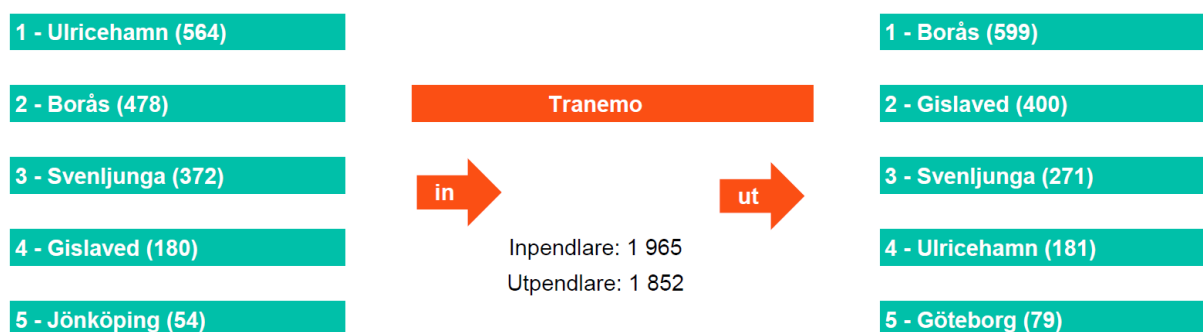 1 - Ulricehamn (564)
2 - Borås (478)
3 - Svenljunga (372)
4 - Gislaved (180)
5 - Jönköping (54)
Tranemo
in
ut
Inpendlare: 1 965
Utpendlare: 1 852
1 - Borås (599)
2 - Gislaved (400)
3 - Svenljunga (271)
4 - Ulricehamn (181)
5 - Göteborg (79)